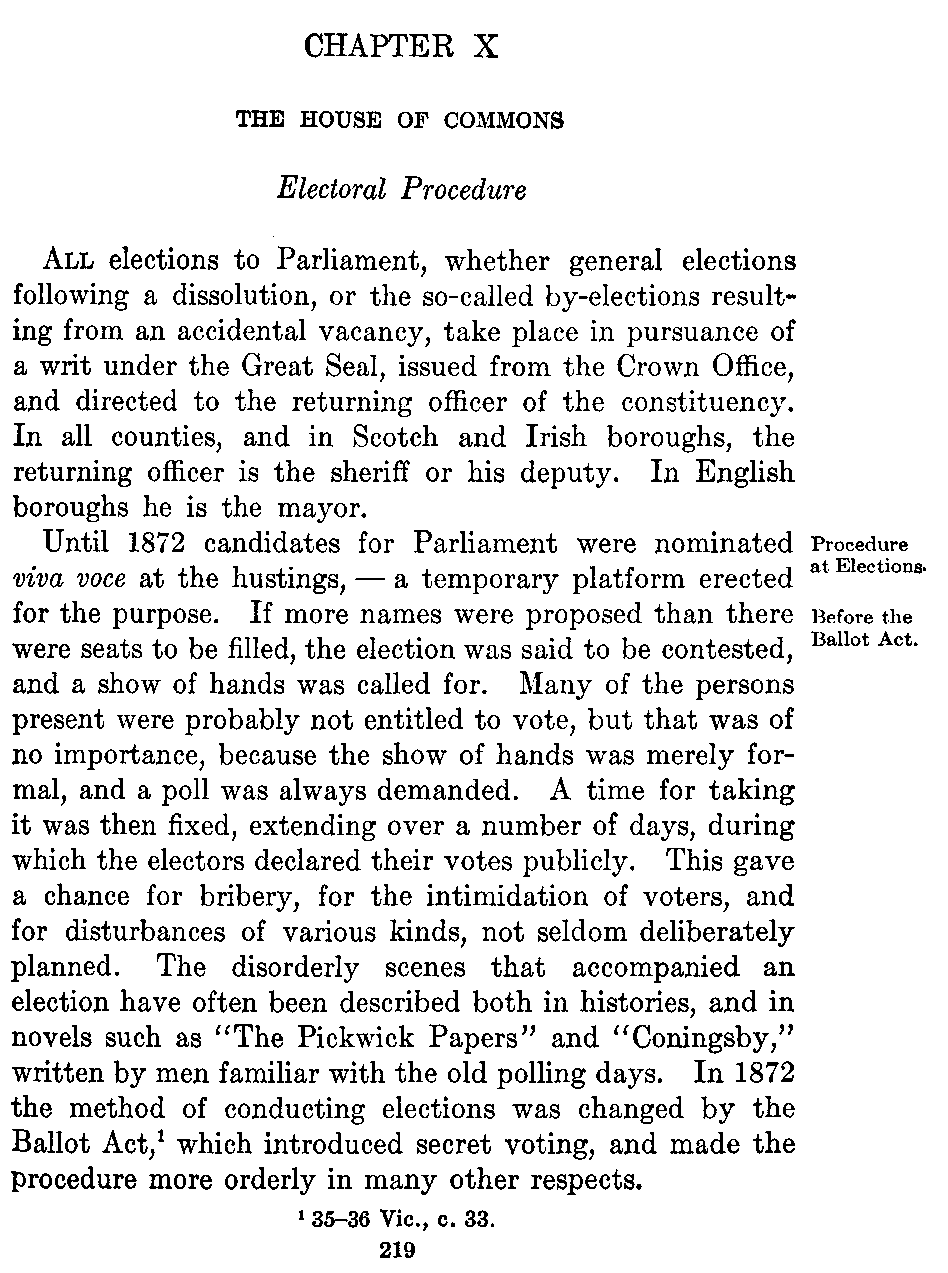 CHAPTER X
THE HOUSE OF COMMONS
Electoral Procedure
ALL elections to Parliament, whether general elections
following a dissolution, or the so-called by-elections result-
ing from an accidental vacancy, take place in pursuance of
a writ under the Great Seal, issued from the Crown Office,
and directed to the returning officer of the constituency.
In all counties, and in Scotch and Irish boroughs, the
returning officer is the sheriff or his deputy. In English
boroughs he is the mayor.
Until 1872 candidates for Parliament were nominated
viva voce at the hustings, — a temporary platform erected
for the purpose. If more names were proposed than there
were seats to be filled, the election was said to be contested,
and a show of hands was called for. Many of the persons
present were probably not entitled to vote, but that was of
no importance, because the show of hands was merely for-
mal, and a poll was always demanded. A time for taking
it was then fixed, extending over a number of days, during
which the electors declared their votes publicly. This gave
a chance for bribery, for the intimidation of voters, and
for disturbances of various kinds, not seldom deliberately
planned. The disorderly scenes that accompanied an
election have often been described both in histories, and in
novels such as "The Pickwick Papers" and "Coningsby,"
written by men familiar with the old polling days. In 1872
the method of conducting elections was changed by the
Ballot Act,¹ which introduced secret voting, and made the
procedure more orderly in many other respects.
Procedure
at Elections.
Before the
Ballot Act.
¹ 35–36 Vic., c. 33.
219